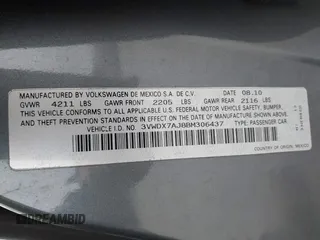 MANUFACTURED BY VOLKSWAGEN DE MEXICO S.A. DE C.V. DATE 08.10
GVWR 4211 LBS GAWR FRONT 2205 LBS GAWR REAR 2116 LBS
THIS VEHICLE CONFORMS TO ALL APPLICABLE U.S. FEDERAL MOTOR VEHICLE SAFETY, BUMPER,
AND THEFT PREVENTION STANDARDS IN EFFECT ON THE DATE OF MANUFACTURE SHOWN ABOVE.
VEHICLE I.D. NO.: 3VWDX7AJBBM306437 TYPE: PASSENGER CAR
COUNTRY OF ORIGIN: MEXICO
DREAMBID